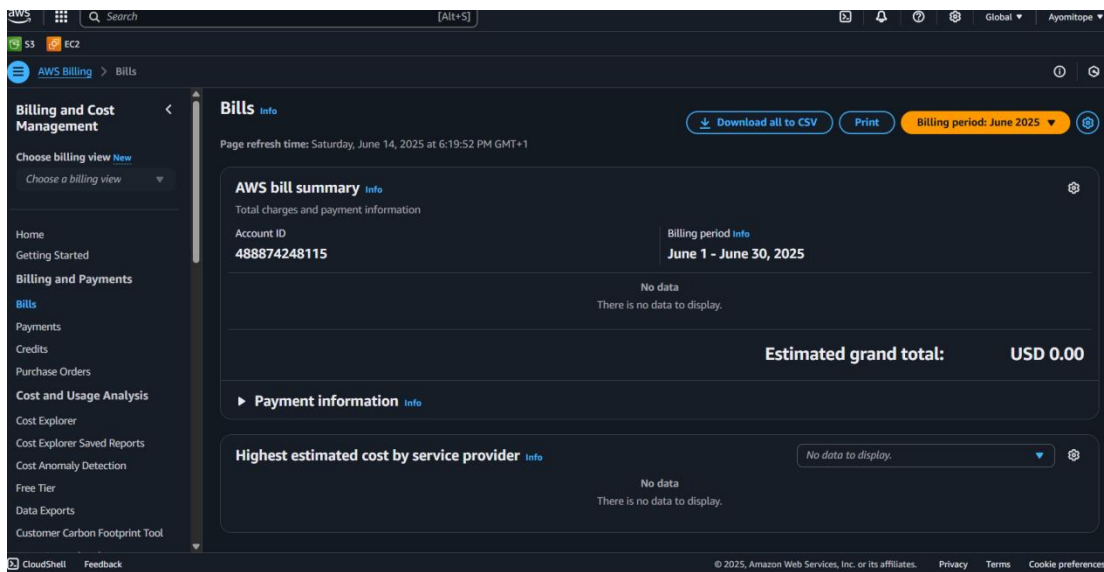 aws Search [Alt+S] Global Ayomitope
S3 EC2
AWS Billing > Bills
Billing and Cost Management
Choose billing view New
Choose a billing view
Home
Getting Started
Billing and Payments
Bills
Payments
Credits
Purchase Orders
Cost and Usage Analysis
Cost Explorer
Cost Explorer Saved Reports
Cost Anomaly Detection
Free Tier
Data Exports
Customer Carbon Footprint Tool
Bills Info
Download all to CSV Print Billing period: June 2025
Page refresh time: Saturday, June 14, 2025 at 6:19:52 PM GMT+1
AWS bill summary Info
Total charges and payment information
Account ID
488874248115
Billing period Info
June 1 - June 30, 2025
No data
There is no data to display.
Estimated grand total: USD 0.00
Payment information Info
Highest estimated cost by service provider Info No data to display.
No data
There is no data to display.
CloudShell Feedback © 2025, Amazon Web Services, Inc. or its affiliates. Privacy Terms Cookie preferences